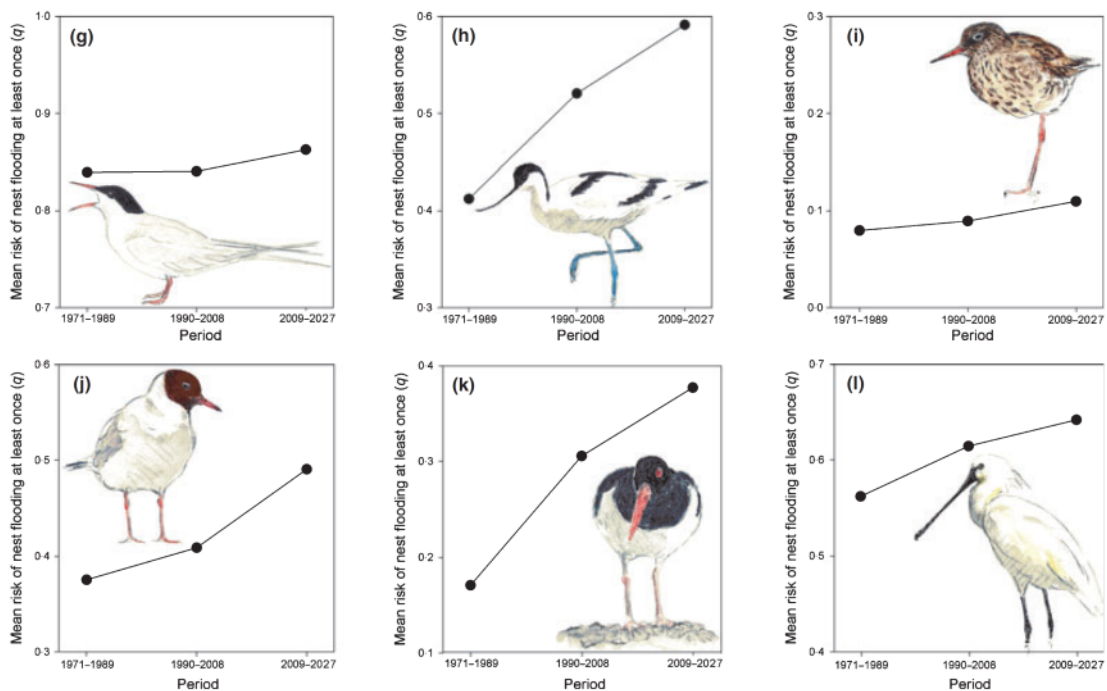 (g)
Mean risk of nest flooding at least once (q)
1·0
0·9
0·8
0·7
1971–1989
1990–2008
2009–2027
Period
(h)
Mean risk of nest flooding at least once (q)
0·6
0·5
0·4
0·3
1971–1989
1990–2008
2009–2027
Period
(i)
Mean risk of nest flooding at least once (q)
0·3
0·2
0·1
0·0
1971–1989
1990–2008
2009–2027
Period
(j)
Mean risk of nest flooding at least once (q)
0·6
0·5
0·4
0·3
1971–1989
1990–2008
2009–2027
Period
(k)
Mean risk of nest flooding at least once (q)
0·4
0·3
0·2
0·1
1971–1989
1990–2008
2009–2027
Period
(l)
Mean risk of nest flooding at least once (q)
0·7
0·6
0·5
0·4
1971–1989
1990–2008
2009–2027
Period